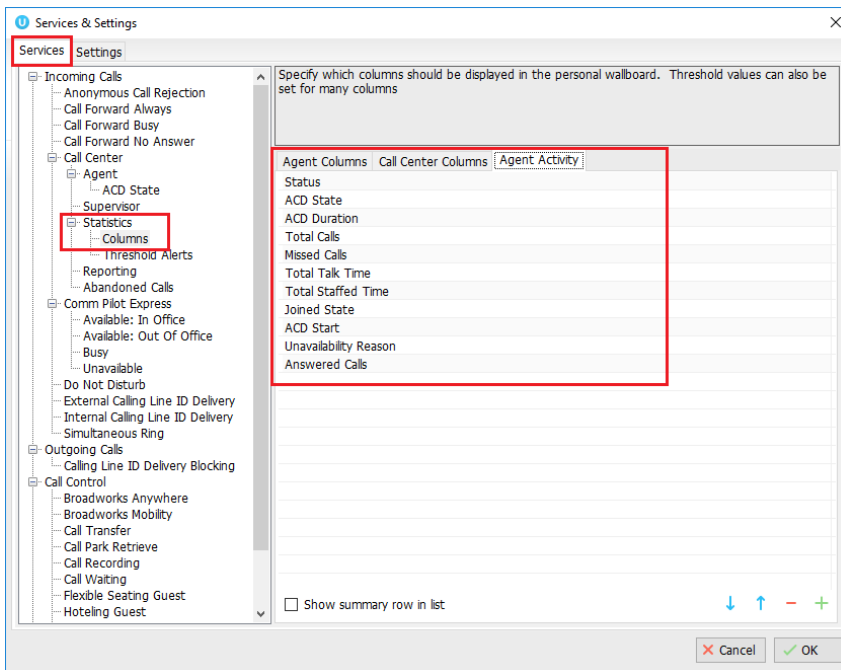 Services & Settings
Services Settings
Incoming Calls
Anonymous Call Rejection
Call Forward Always
Call Forward Busy
Call Forward No Answer
Call Center
Agent
ACD State
Supervisor
Statistics
Columns
Threshold Alerts
Reporting
Abandoned Calls
Comm Pilot Express
Available: In Office
Available: Out Of Office
Busy
Unavailable
Do Not Disturb
External Calling Line ID Delivery
Internal Calling Line ID Delivery
Simultaneous Ring
Outgoing Calls
Calling Line ID Delivery Blocking
Call Control
Broadworks Anywhere
Broadworks Mobility
Call Transfer
Call Park Retrieve
Call Recording
Call Waiting
Flexible Seating Guest
Hoteling Guest
Specify which columns should be displayed in the personal wallboard.  Threshold values can also be
set for many columns
Agent Columns Call Center Columns Agent Activity
Status
ACD State
ACD Duration
Total Calls
Missed Calls
Total Talk Time
Total Staffed Time
Joined State
ACD Start
Unavailability Reason
Answered Calls
Show summary row in list
Cancel OK